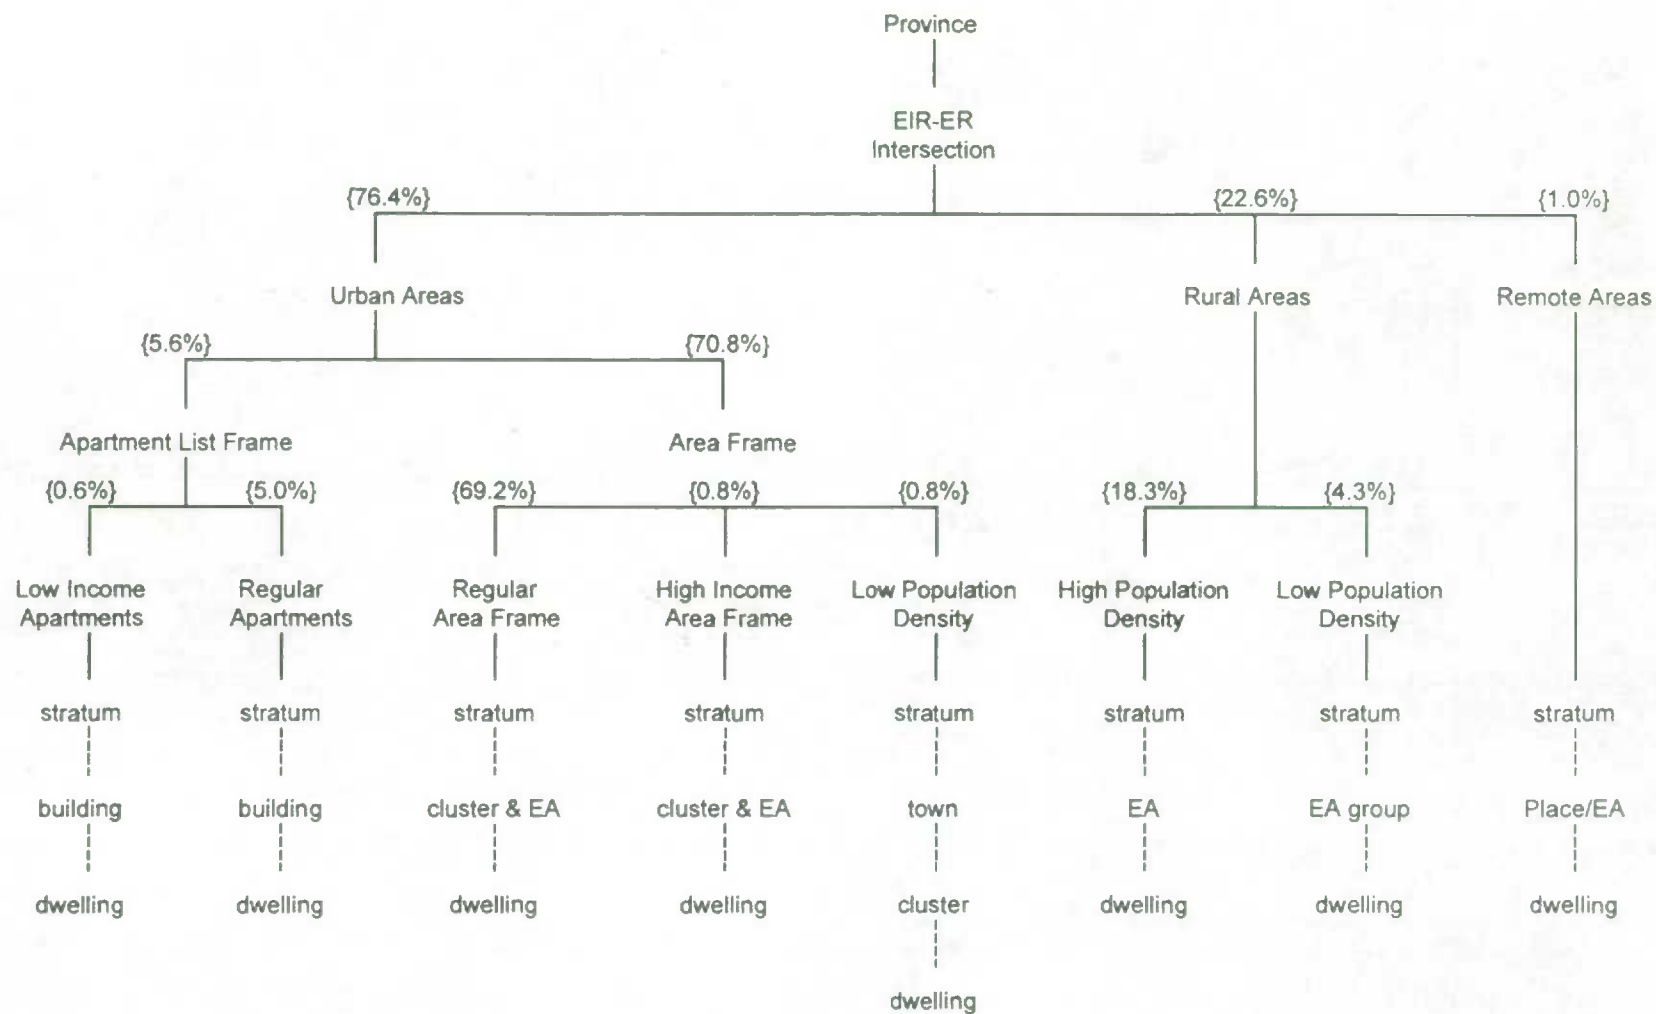 Province
EIR-ER
Intersection
{76.4%} {22.6%} {1.0%}
Urban Areas Rural Areas Remote Areas
{5.6%} {70.8%}
Apartment List Frame Area Frame
{0.6%} {5.0%} {69.2%} {0.8%} {0.8%} {18.3%} {4.3%}
Low Income Regular Regular High Income Low Population High Population Low Population
Apartments Apartments Area Frame Area Frame Density Density Density
stratum stratum stratum stratum stratum stratum stratum stratum
building building cluster & EA cluster & EA town EA EA group Place/EA
dwelling dwelling dwelling dwelling cluster dwelling dwelling dwelling
dwelling